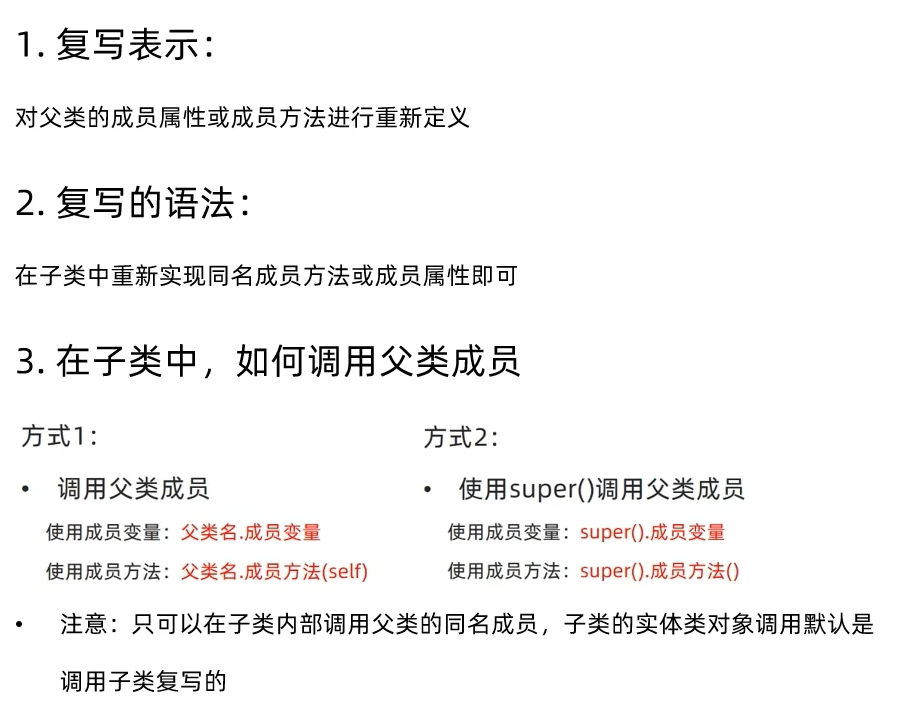 1. 复写表示：
对父类的成员属性或成员方法进行重新定义
2. 复写的语法：
在子类中重新实现同名成员方法或成员属性即可
3. 在子类中，如何调用父类成员
方式1：
• 调用父类成员
使用成员变量：父类名.成员变量
使用成员方法：父类名.成员方法(self)
方式2：
• 使用super()调用父类成员
使用成员变量：super().成员变量
使用成员方法：super().成员方法()
• 注意：只可以在子类内部调用父类的同名成员，子类的实体类对象调用默认是
调用子类复写的